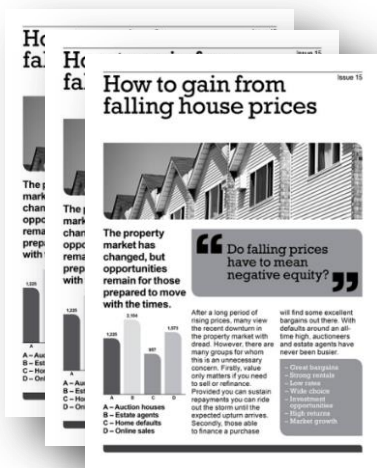 Issue 15
How to gain from
falling house prices
The property
market has
changed, but
opportunities
remain for those
prepared to move
with the times.
Do falling prices
have to mean
negative equity?
1,225
2,104
667
1,573
A B C D
A – Auction houses
B – Estate agents
C – Home defaults
D – Online sales
After a long period of
rising prices, many view
the recent downturn in
the property market with
dread. However, there are
many groups for whom
this is an unnecessary
concern. Firstly, value
only matters if you need
to sell or refinance.
Provided you can sustain
repayments you can ride
out the storm until the
expected upturn arrives.
Secondly, those able
to finance a purchase
will find some excellent
bargains out there. With
defaults around an all-
time high, auctioneers
and estate agents have
never been busier.
– Great bargains
– Strong rentals
– Low rates
– Wide choice
– Investment
opportunities
– High returns
– Market growth